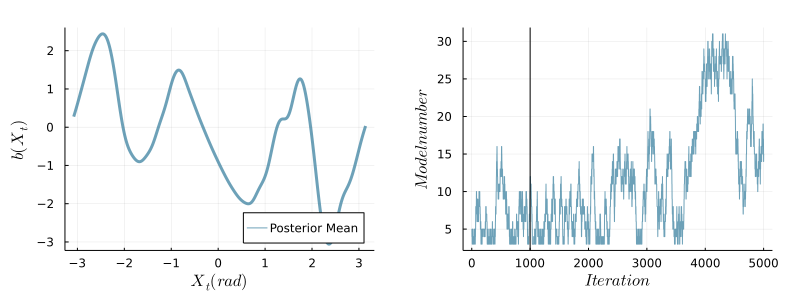 b(X_t)
2
1
0
−1
−2
−3
Posterior Mean
−3 −2 −1 0 1 2 3
X_t(rad)
Modelnumber
30
25
20
15
10
5
0 1000 2000 3000 4000 5000
Iteration